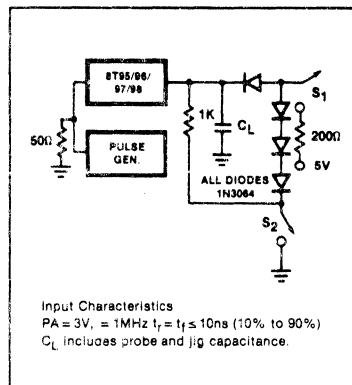 8T95/96/
97/98
S1
1K
CL
200Ω
50Ω
PULSE
GEN.
5V
ALL DIODES
1N3064
S2
Input Characteristics
PA = 3V, = 1MHz tr = tf ≤ 10ns (10% to 90%)
CL includes probe and jig capacitance.